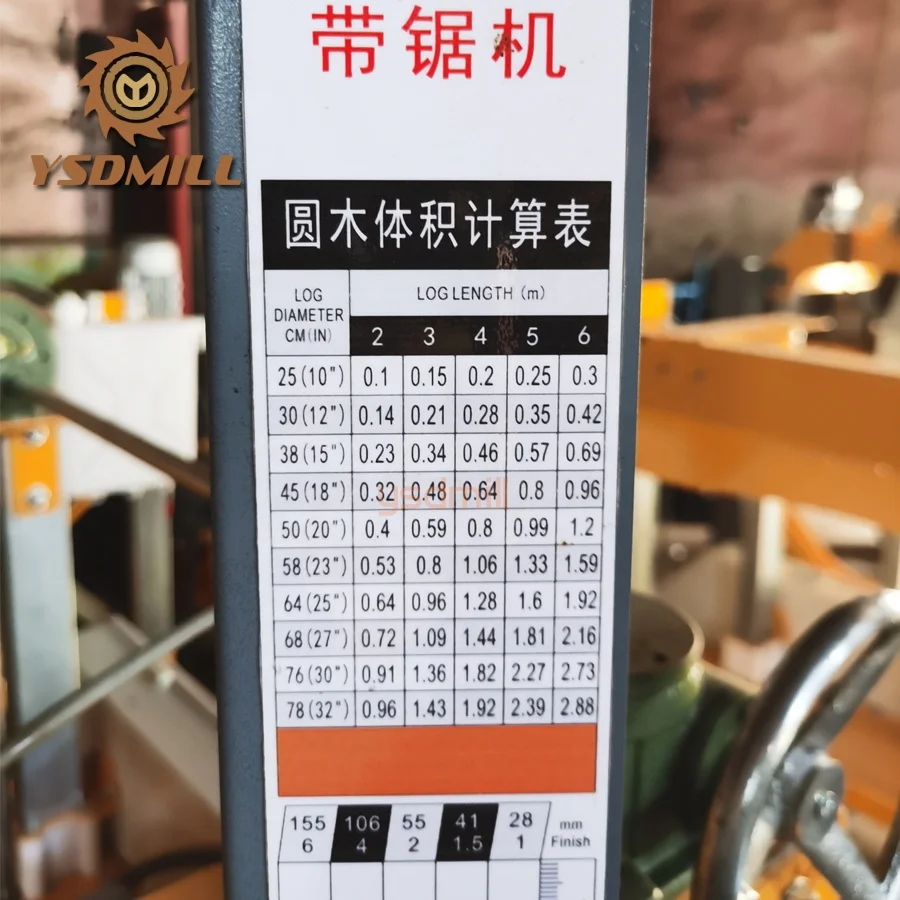 带锯机
YSDMILL
圆木体积计算表
LOG DIAMETER CM(IN) LOG LENGTH (m)
2 3 4 5 6
25(10") 0.1 0.15 0.2 0.25 0.3
30(12") 0.14 0.21 0.28 0.35 0.42
38(15") 0.23 0.34 0.46 0.57 0.69
45(18") 0.32 0.48 0.64 0.8 0.96
ysdmill
50(20") 0.4 0.59 0.8 0.99 1.2
58(23") 0.53 0.8 1.06 1.33 1.59
64(25") 0.64 0.96 1.28 1.6 1.92
68(27") 0.72 1.09 1.44 1.81 2.16
76(30") 0.91 1.36 1.82 2.27 2.73
78(32") 0.96 1.43 1.92 2.39 2.88
155 106 55 41 28 mm
6 4 2 1.5 1 Finish